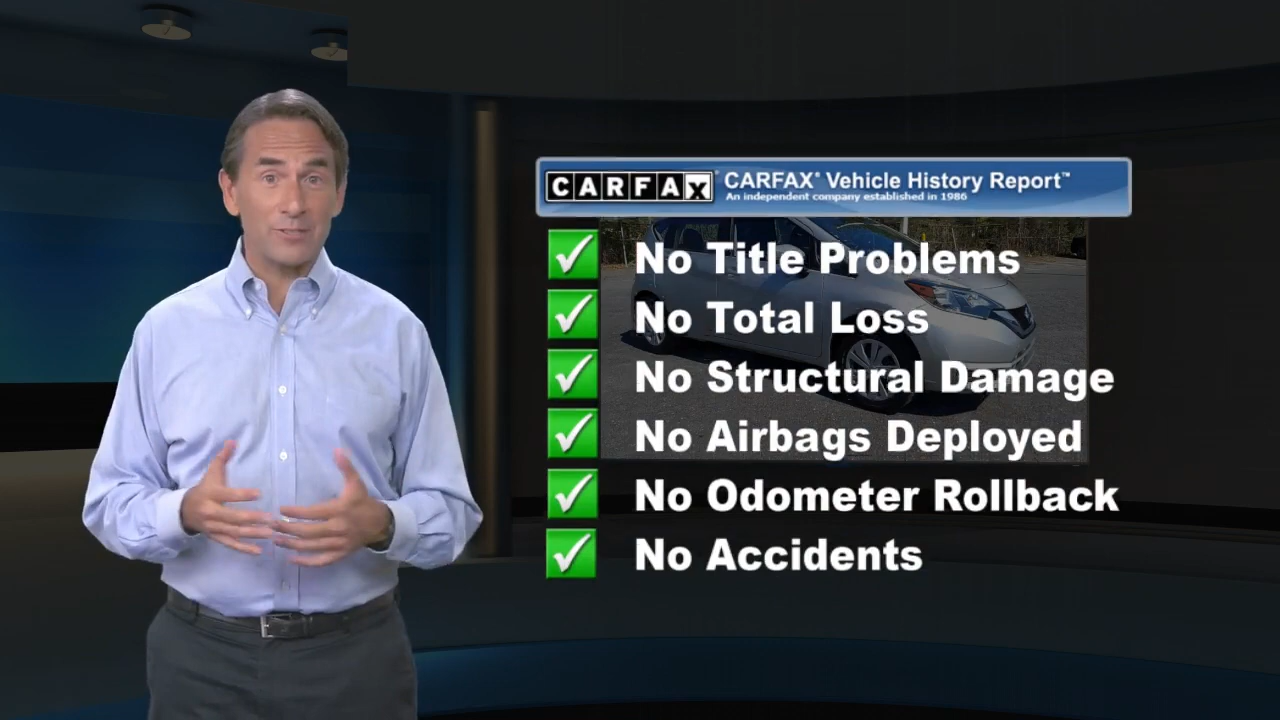 CARFAX
CARFAX® Vehicle History Report™
An independent company established in 1986
No Title Problems
No Total Loss
No Structural Damage
No Airbags Deployed
No Odometer Rollback
No Accidents